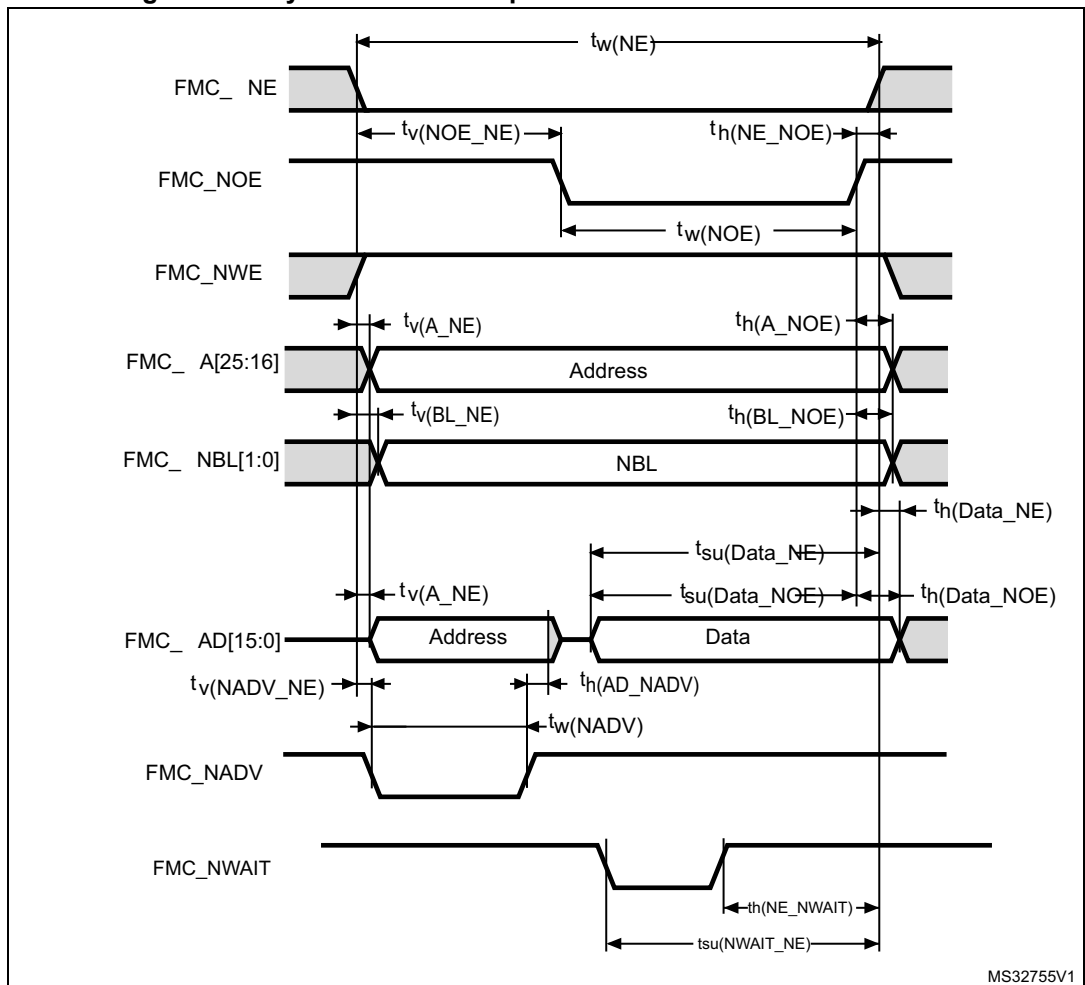 tw(NE)
FMC_ NE
tv(NOE_NE)
th(NE_NOE)
FMC_NOE
tw(NOE)
FMC_NWE
tv(A_NE)
th(A_NOE)
FMC_ A[25:16]
Address
tv(BL_NE)
th(BL_NOE)
FMC_ NBL[1:0]
NBL
th(Data_NE)
tsu(Data_NE)
tv(A_NE)
tsu(Data_NOE)
th(Data_NOE)
FMC_ AD[15:0]
Address
Data
tv(NADV_NE)
th(AD_NADV)
tw(NADV)
FMC_NADV
FMC_NWAIT
th(NE_NWAIT)
tsu(NWAIT_NE)
MS32755V1